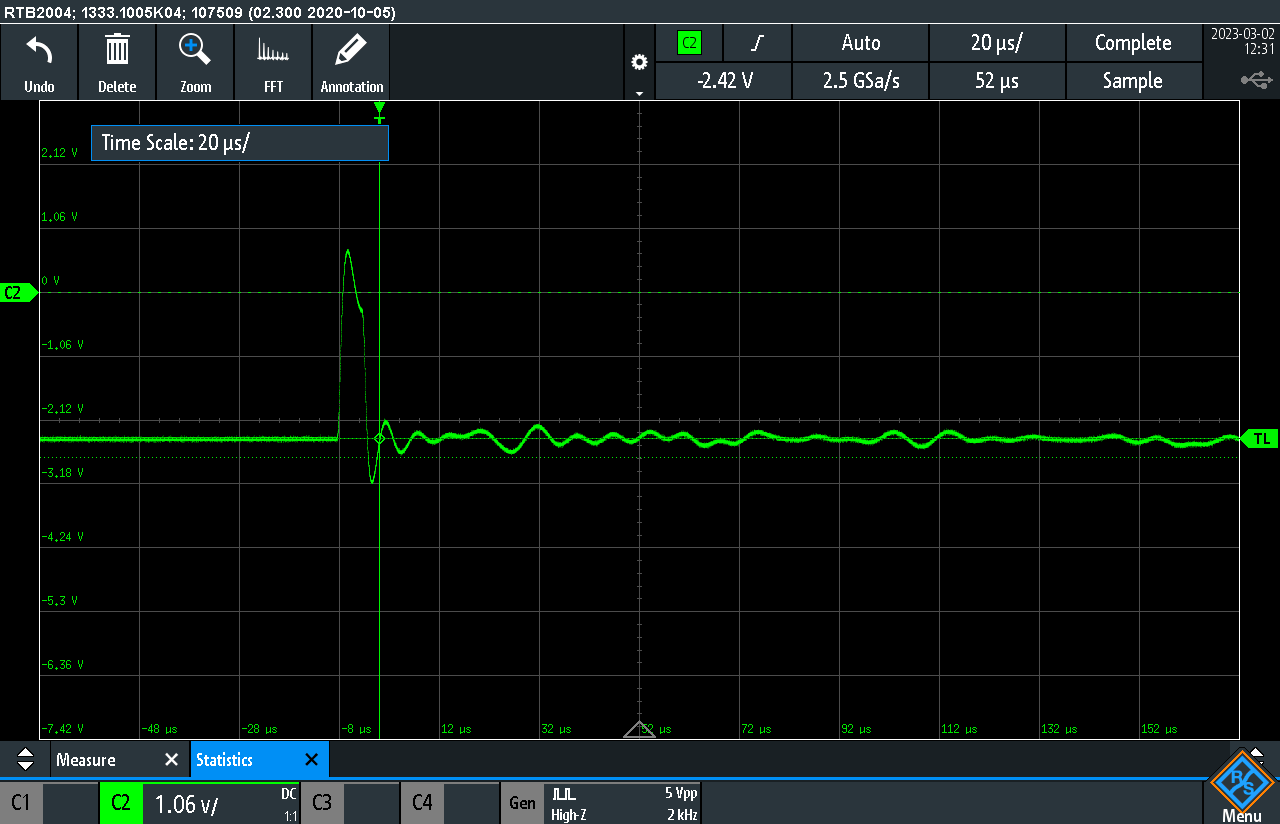 RTB2004; 1333.1005K04; 107509 (02.300 2020-10-05)
Undo
Delete
Zoom
FFT
Annotation
C2
Auto
20 µs/
Complete
2023-03-02
12:31
-2.42 V
2.5 GSa/s
52 µs
Sample
T
Time Scale: 20 µs/
2.12 V
1.06 V
0 V
C2
-1.06 V
-2.12 V
TL
-3.18 V
-4.24 V
-5.3 V
-6.36 V
-7.42 V
-48 µs
-28 µs
-8 µs
12 µs
32 µs
52 µs
72 µs
92 µs
112 µs
132 µs
152 µs
Measure
Statistics
C1
C2
1.06 V/
DC
1:1
C3
C4
Gen
High-Z
5 Vpp
2 kHz
R S
Menu